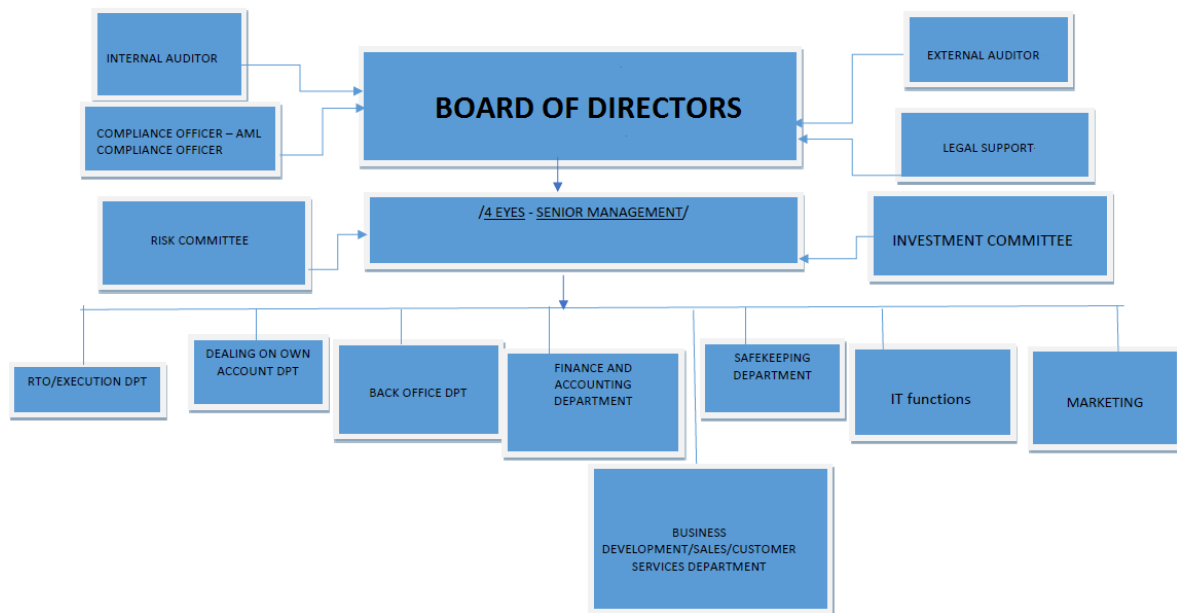 INTERNAL AUDITOR
BOARD OF DIRECTORS
EXTERNAL AUDITOR
COMPLIANCE OFFICER – AML
COMPLIANCE OFFICER
LEGAL SUPPORT
/4 EYES - SENIOR MANAGEMENT/
RISK COMMITTEE
INVESTMENT COMMITTEE
RTO/EXECUTION DPT
DEALING ON OWN
ACCOUNT DPT
BACK OFFICE DPT
FINANCE AND
ACCOUNTING
DEPARTMENT
SAFEKEEPING
DEPARTMENT
IT functions
MARKETING
BUSINESS
DEVELOPMENT/SALES/CUSTOMER
SERVICES DEPARTMENT